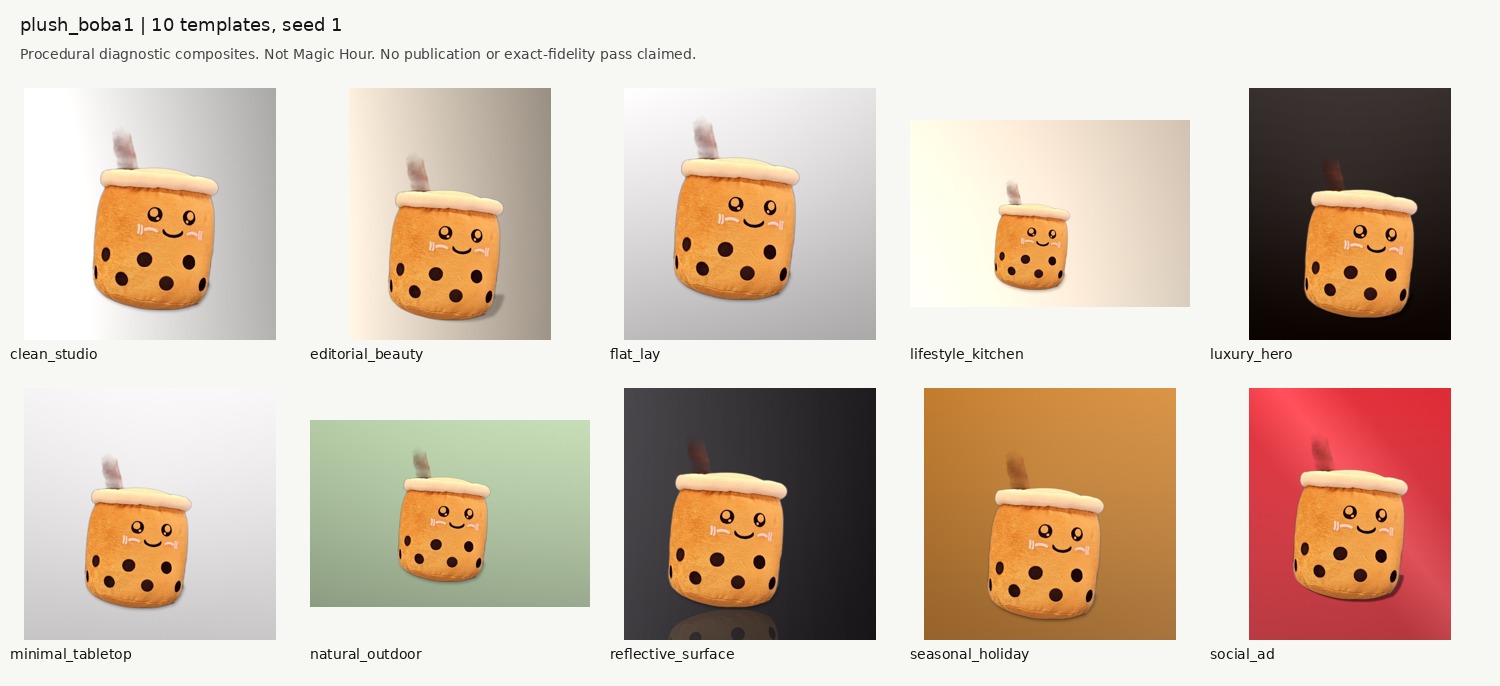 plush_boba1 | 10 templates, seed 1
Procedural diagnostic composites. Not Magic Hour. No publication or exact-fidelity pass claimed.
clean_studio
editorial_beauty
flat_lay
lifestyle_kitchen
luxury_hero
minimal_tabletop
natural_outdoor
reflective_surface
seasonal_holiday
social_ad